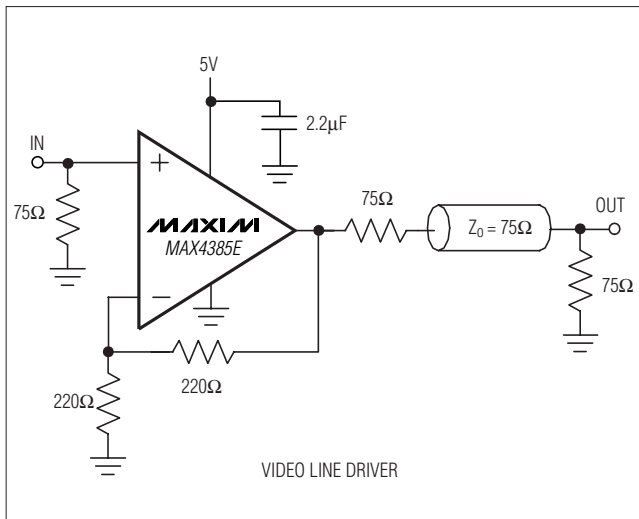 5V
2.2µF
IN
+
75Ω
75Ω
OUT
MAXIM
MAX4385E
Z0 = 75Ω
75Ω
−
220Ω
220Ω
VIDEO LINE DRIVER